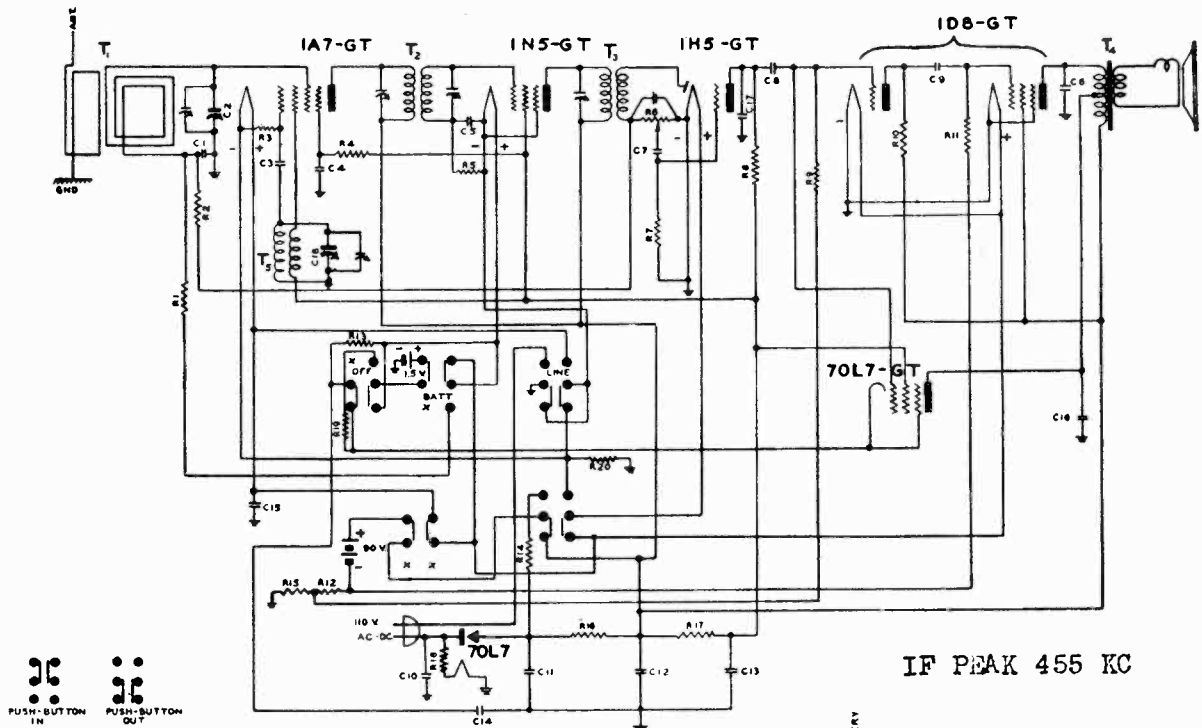 ANT.
1D8-GT
T1
1A7-GT
T2
1N5-GT
T3
1H5-GT
T4
C2
C8
C9
C6
C17
R3
C5
R6
R10
R11
C1
C3
R4
C4
R5
C7
R8
R9
GND
R2
R7
T5
C18
R1
R13
OFF
1.5 V
BATT
LINE
70L7-GT
R19
C16
R20
C15
90 V.
R14
R15
R12
110 V.
AC-DC
70L7
R16
R17
R18
C10
C11
C12
C13
C14
IF PEAK 455 KC
PUSH-BUTTON
IN
PUSH-BUTTON
OUT